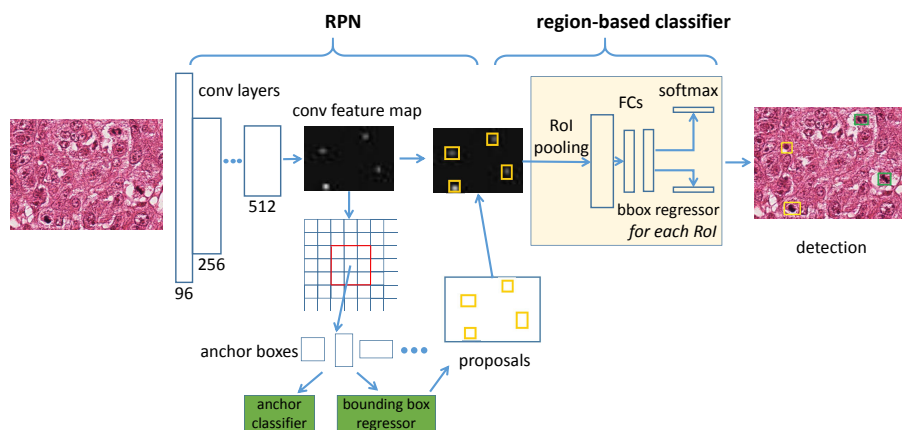 RPN
region-based classifier
conv layers
conv feature map
softmax
FCs
RoI
pooling
512
256
96
bbox regressor
for each RoI
detection
anchor boxes
proposals
anchor
classifier
bounding box
regressor